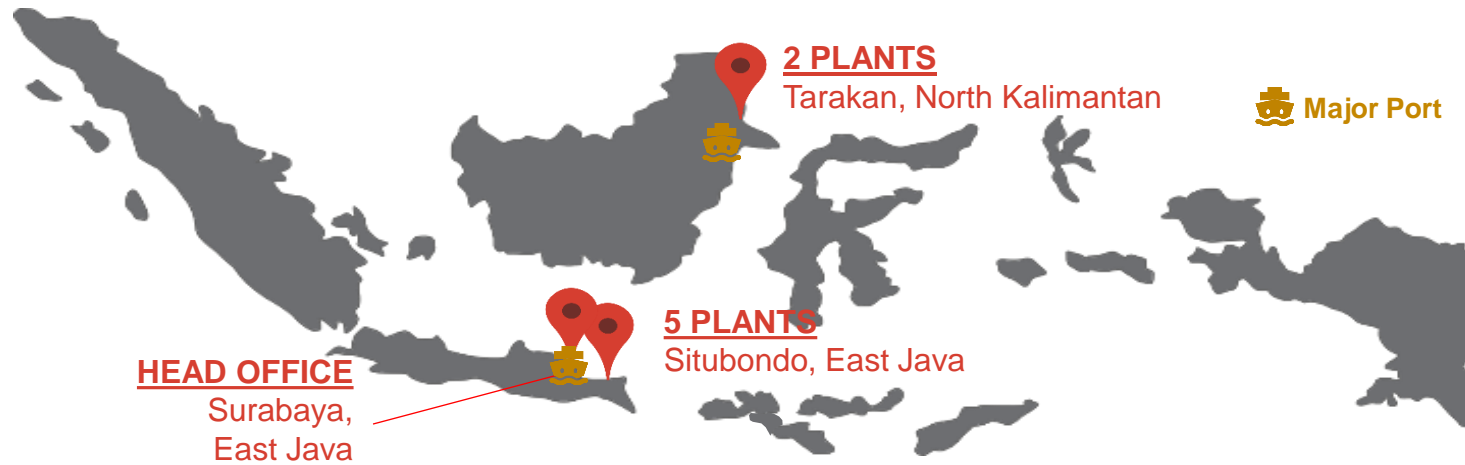 2 PLANTS
Tarakan, North Kalimantan
Major Port
5 PLANTS
Situbondo, East Java
HEAD OFFICE
Surabaya,
East Java